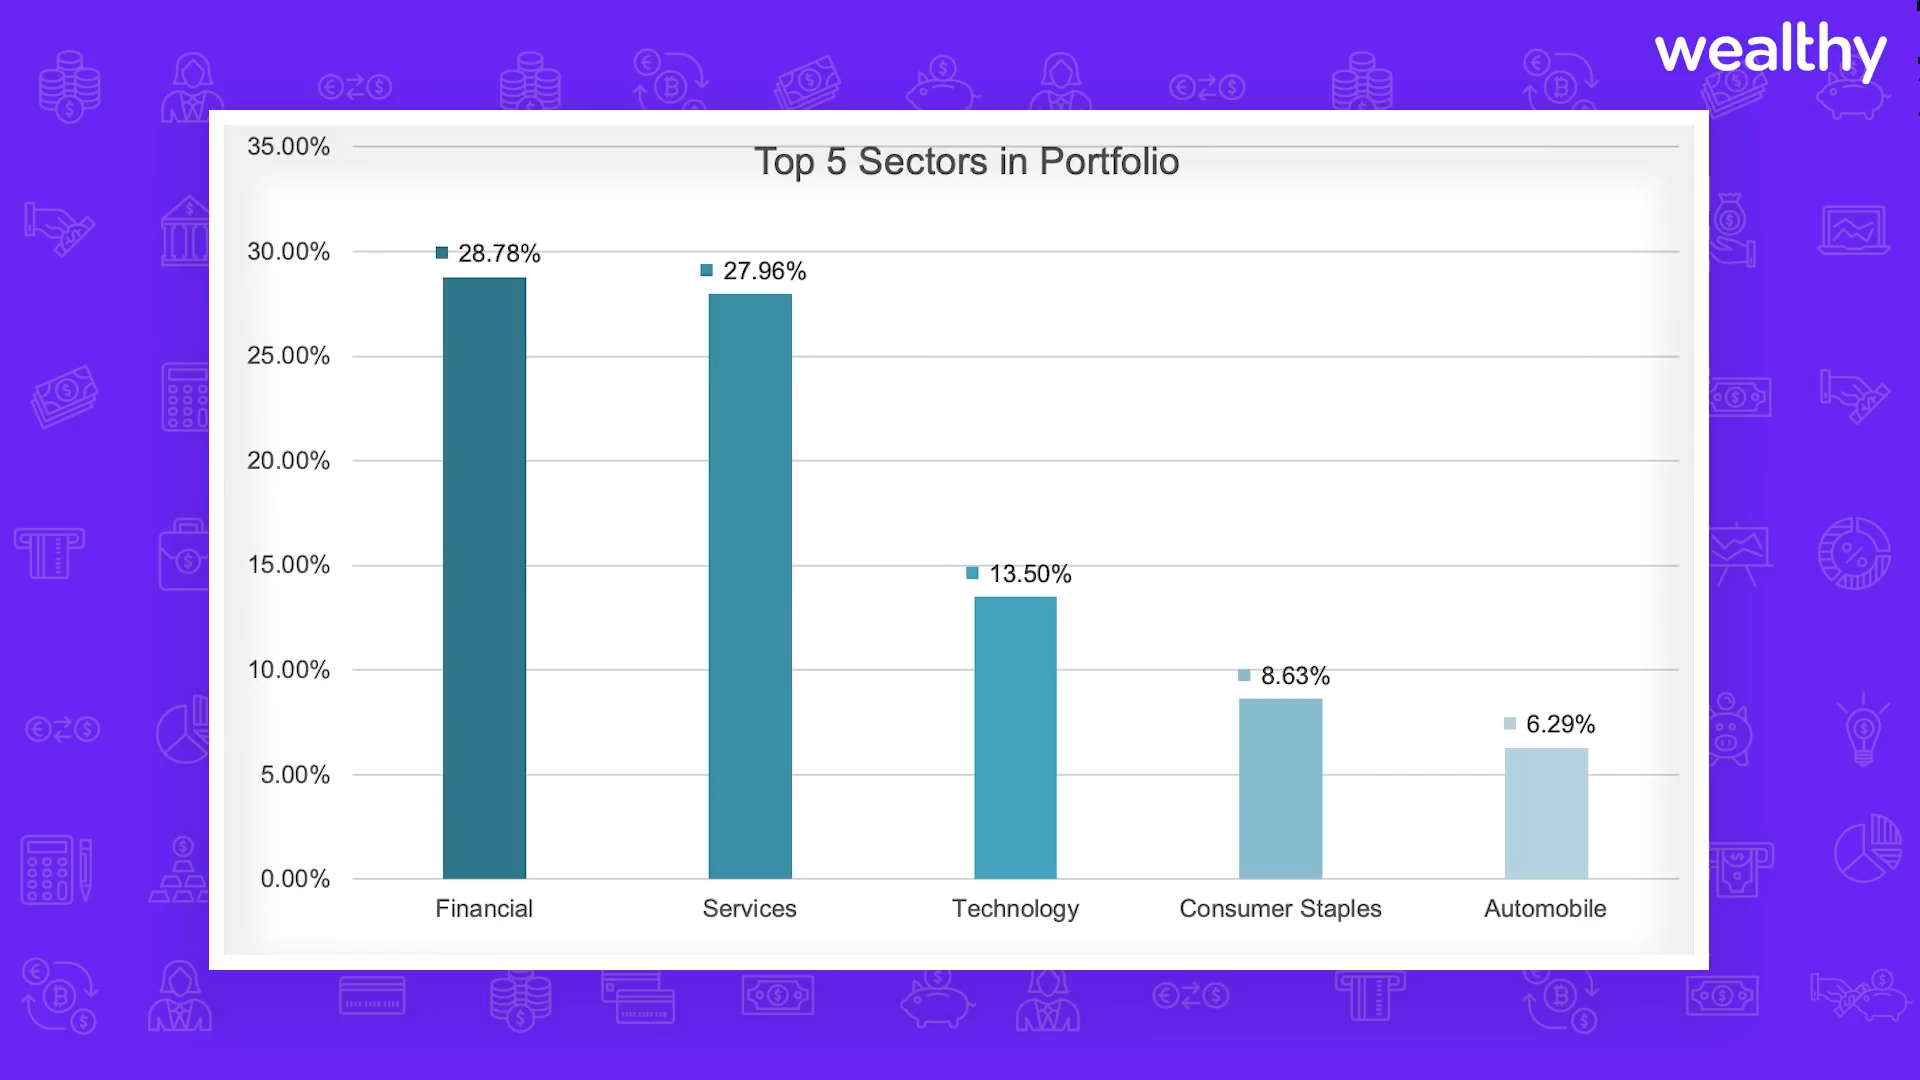 wealthy
Top 5 Sectors in Portfolio
35.00%
30.00%
25.00%
20.00%
15.00%
10.00%
5.00%
0.00%
28.78%
27.96%
13.50%
8.63%
6.29%
Financial
Services
Technology
Consumer Staples
Automobile